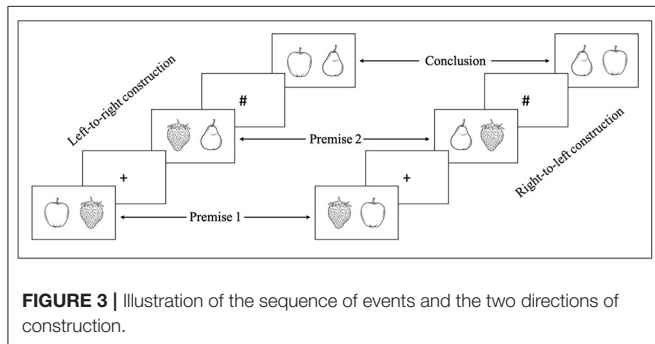 Left-to-right construction
Conclusion
#
#
Premise 2
+
+
Premise 1
Right-to-left construction
FIGURE 3 | Illustration of the sequence of events and the two directions of
construction.